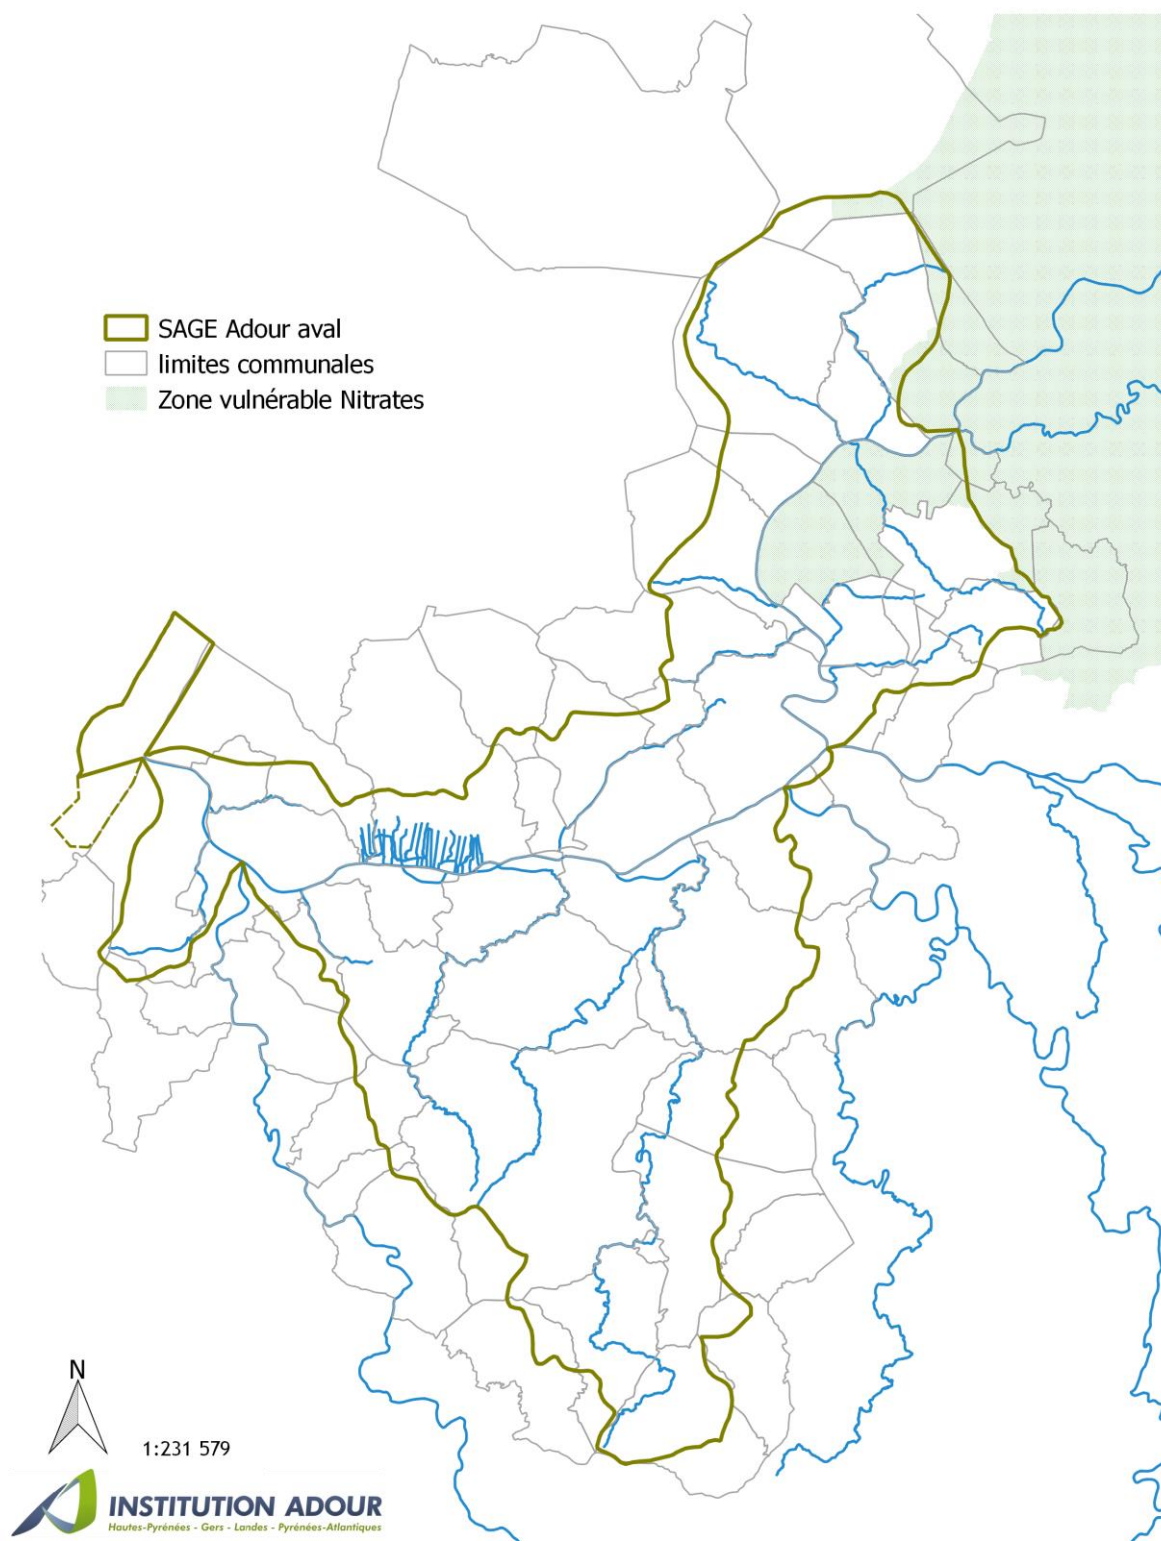 SAGE Adour aval
limites communales
Zone vulnérable Nitrates
N
1:231 579
INSTITUTION ADOUR
Hautes-Pyrénées - Gers - Landes - Pyrénées-Atlantiques